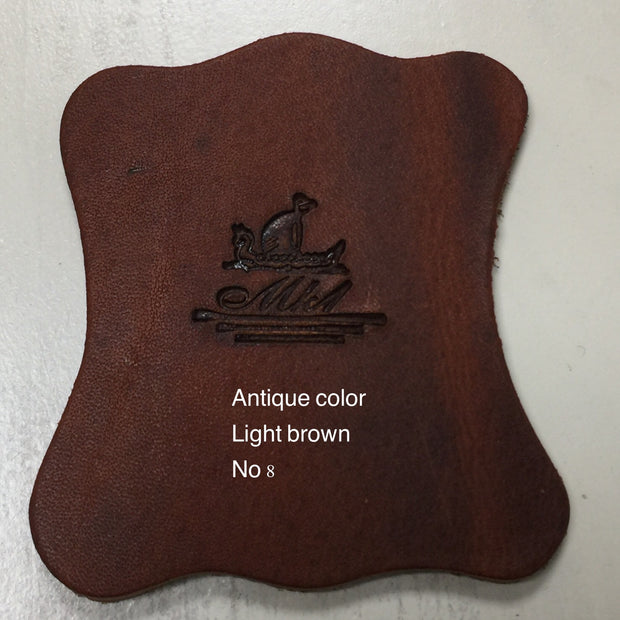 Antique color
Light brown
No 8